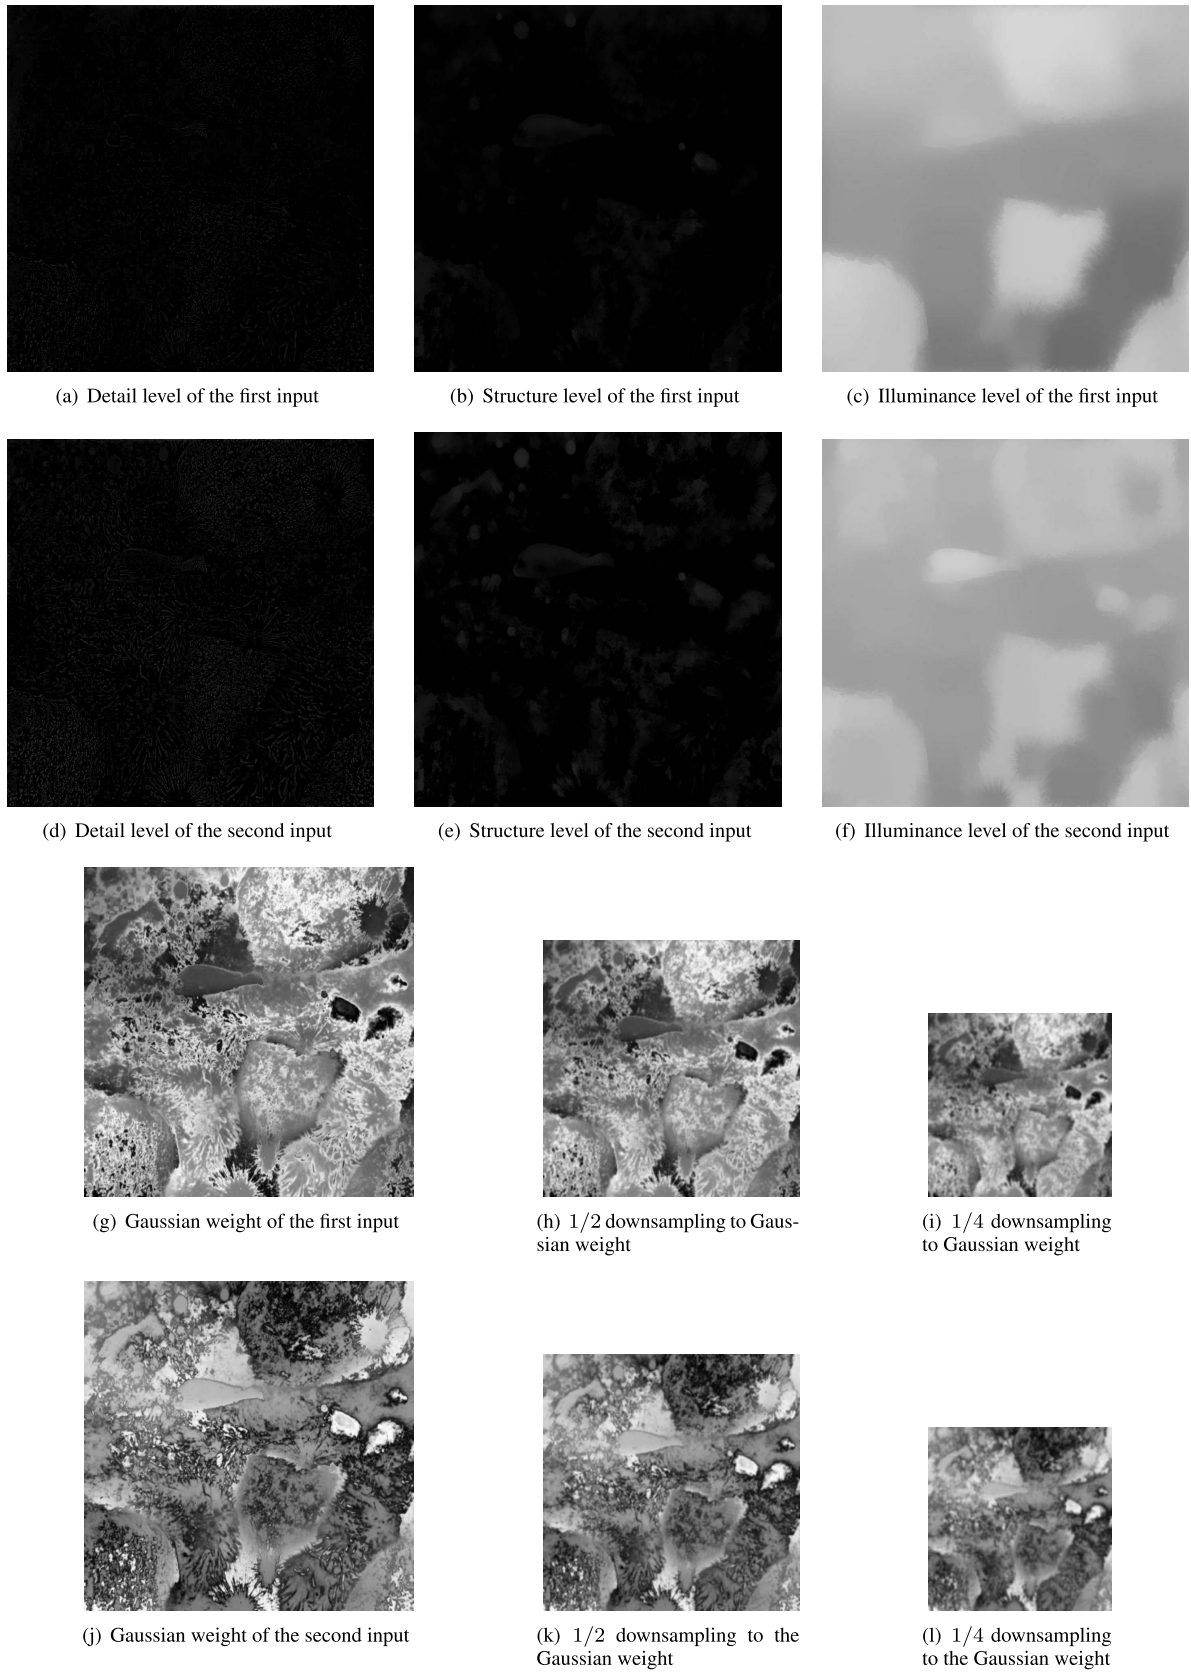 (a) Detail level of the first input
(b) Structure level of the first input
(c) Illuminance level of the first input
(d) Detail level of the second input
(e) Structure level of the second input
(f) Illuminance level of the second input
(g) Gaussian weight of the first input
(h) 1/2 downsampling to Gaus-
sian weight
(i) 1/4 downsampling
to Gaussian weight
(j) Gaussian weight of the second input
(k) 1/2 downsampling to the
Gaussian weight
(l) 1/4 downsampling
to the Gaussian weight